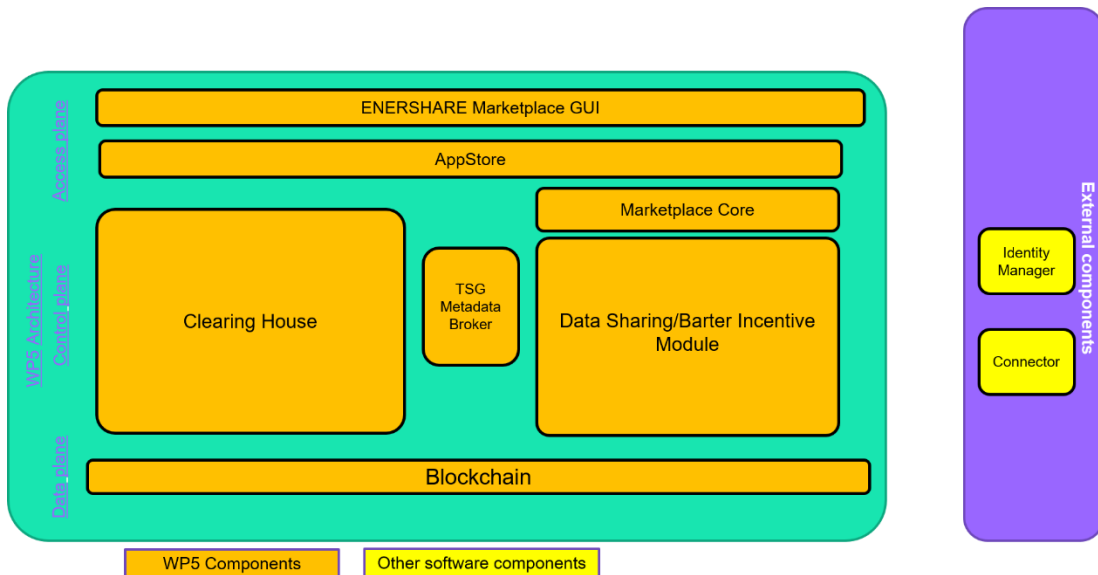 ENERSHARE Marketplace GUI
AppStore
Marketplace Core
Clearing House
TSG
Metadata
Broker
Data Sharing/Barter Incentive
Module
Blockchain
Access plane
WP5 Architecture
Control plane
Data plane
External components
Identity
Manager
Connector
WP5 Components
Other software components